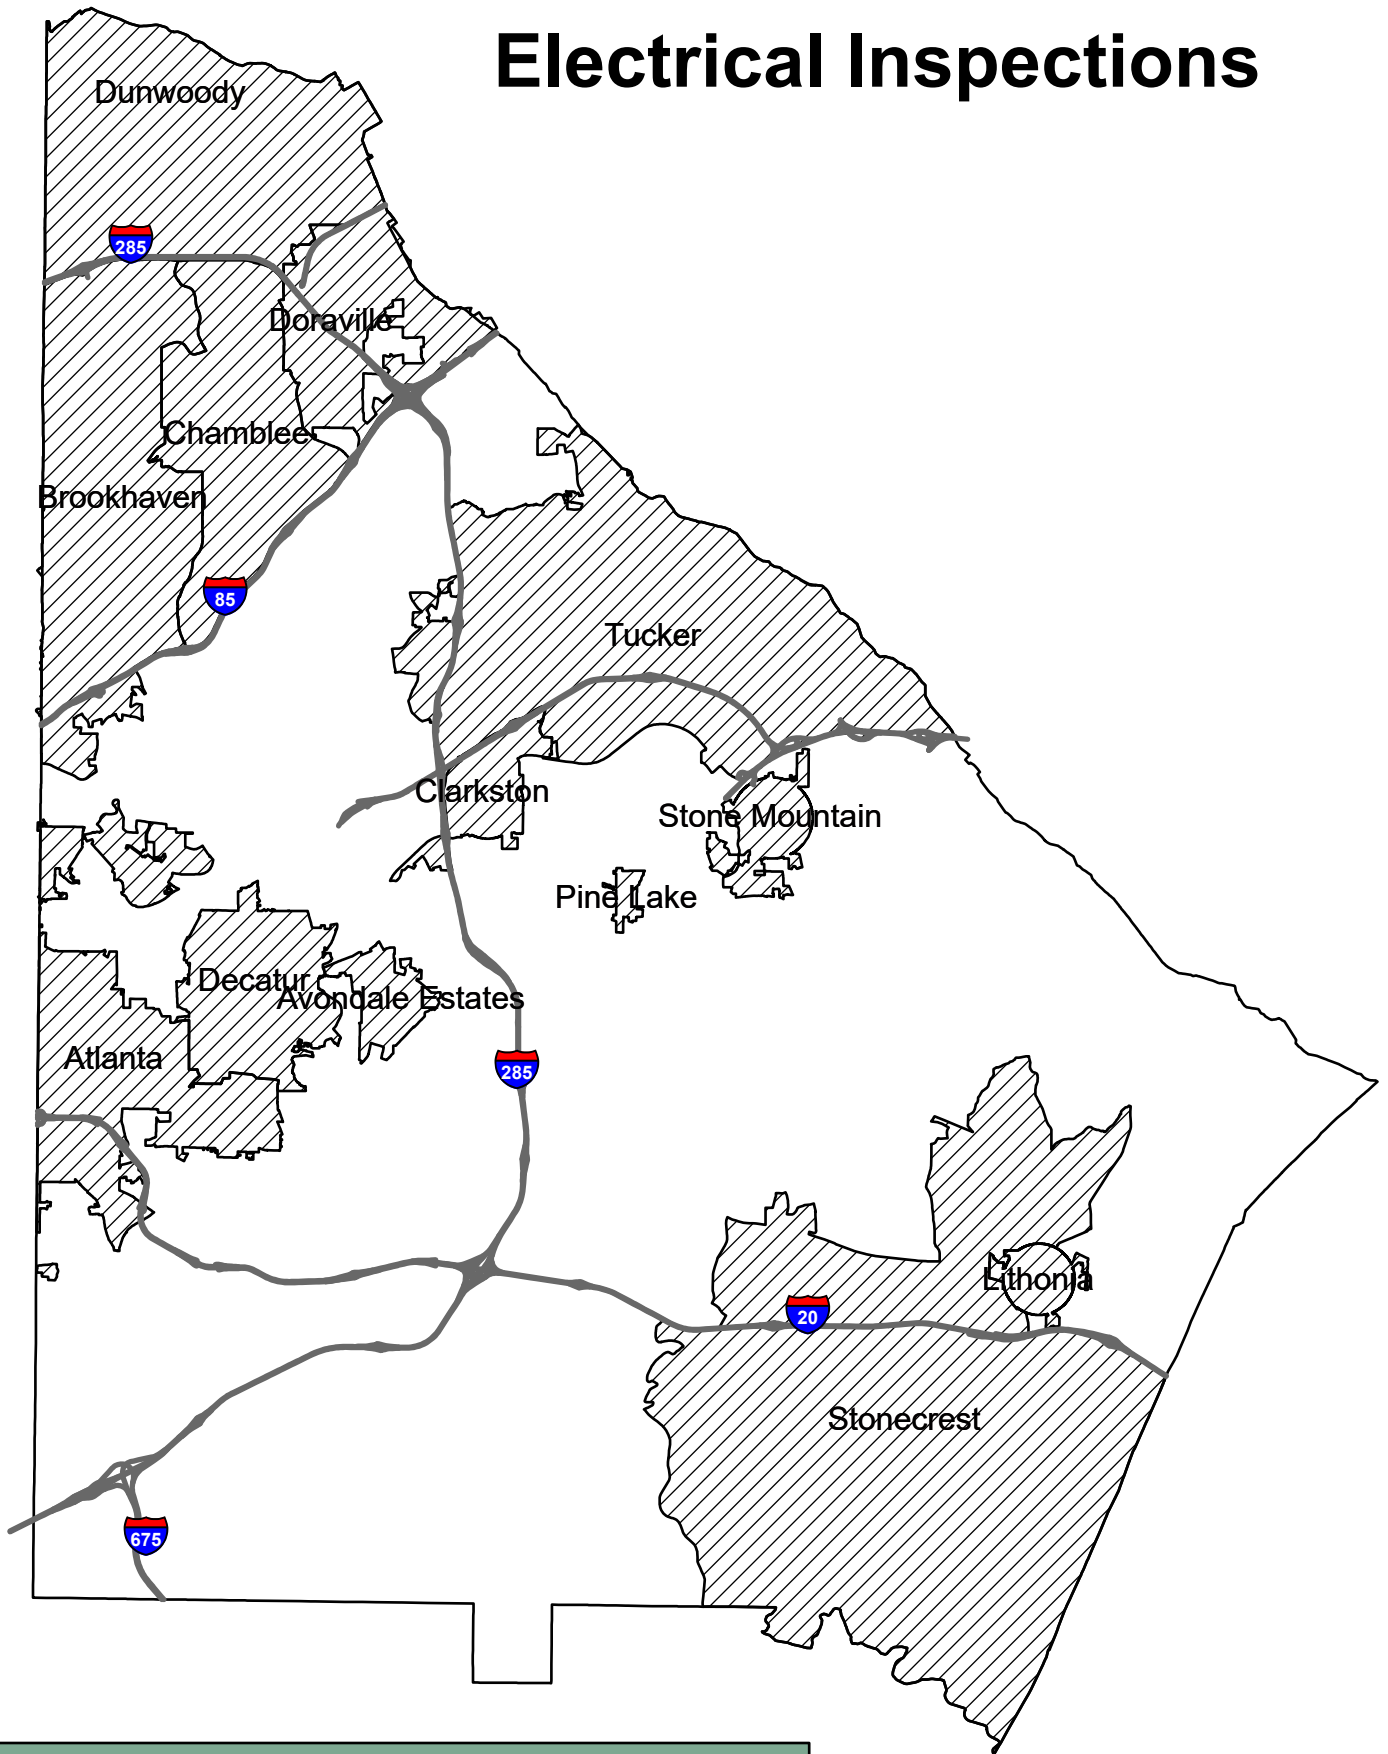 Electrical Inspections
Dunwoody
285
Doraville
Chamblee
Brookhaven
85
Tucker
Clarkston
Stone Mountain
Pine Lake
Decatur
Avondale Estates
Atlanta
285
Lithonia
20
Stonecrest
675